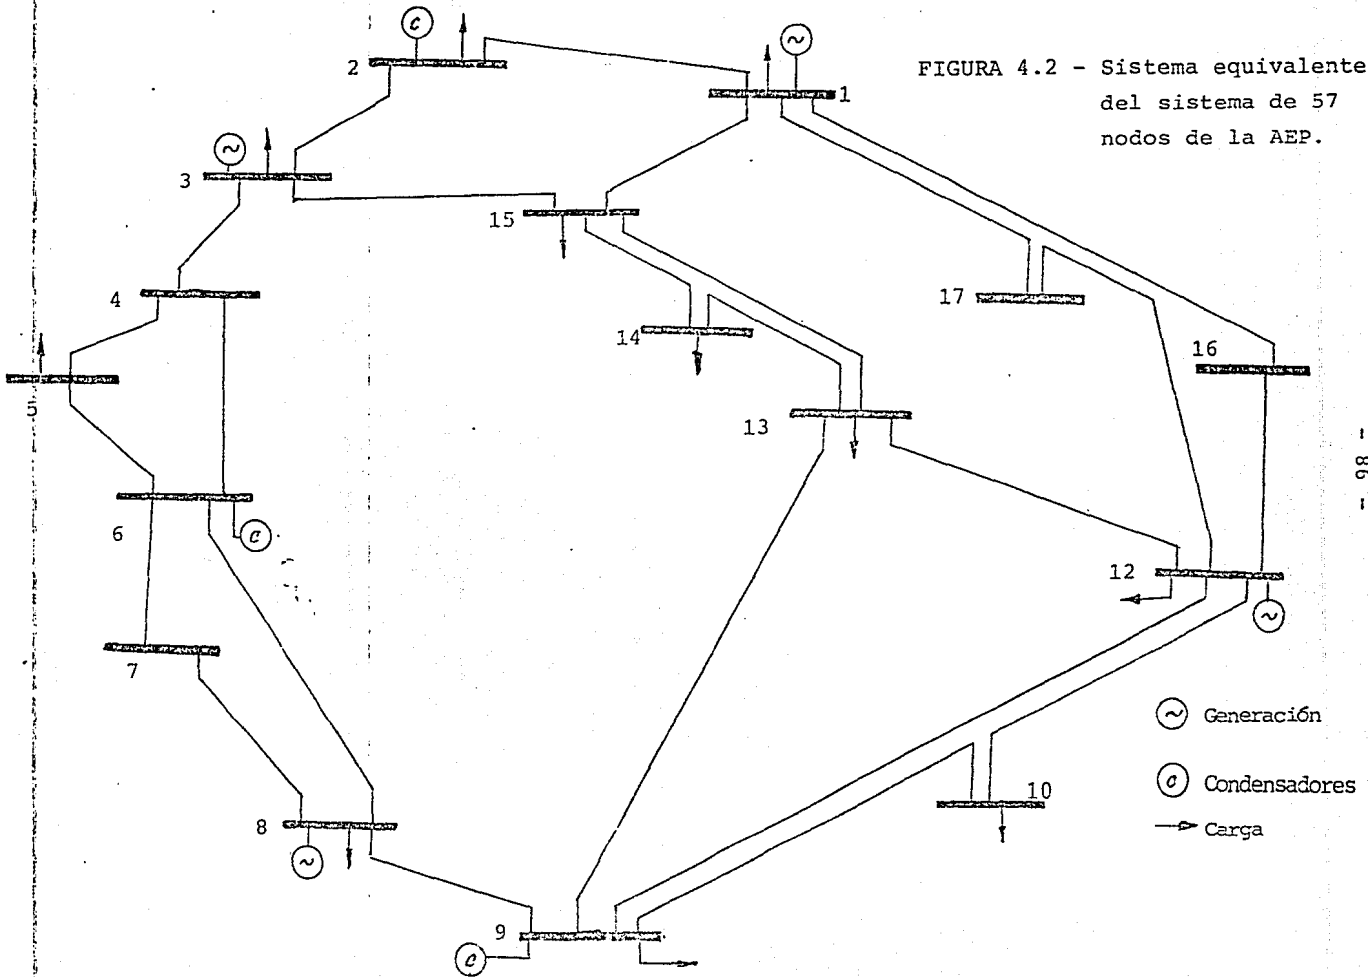 FIGURA 4.2 - Sistema equivalente
del sistema de 57
nodos de la AEP.
c
2
~
1
~
3
15
4
17
14
16
5
13
- 86 -
6
c
12
~
7
~ Generación
10
c Condensadores
8
Carga
~
9
c